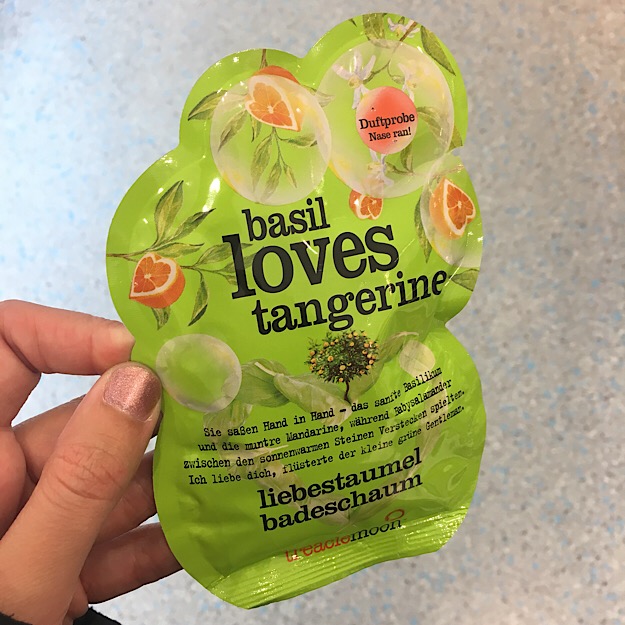 Duftprobe
Nase ran!
basil
loves
tangerine
Sie saßen Hand in Hand – das sanfte Basilikum
und die muntre Mandarine, während Babysalamander
zwischen den sonnenwarmen Steinen Verstecken spielten.
Ich liebe dich, flüsterte der kleine grüne Gentleman.
liebestaumel
badeschaum
treaclemoon